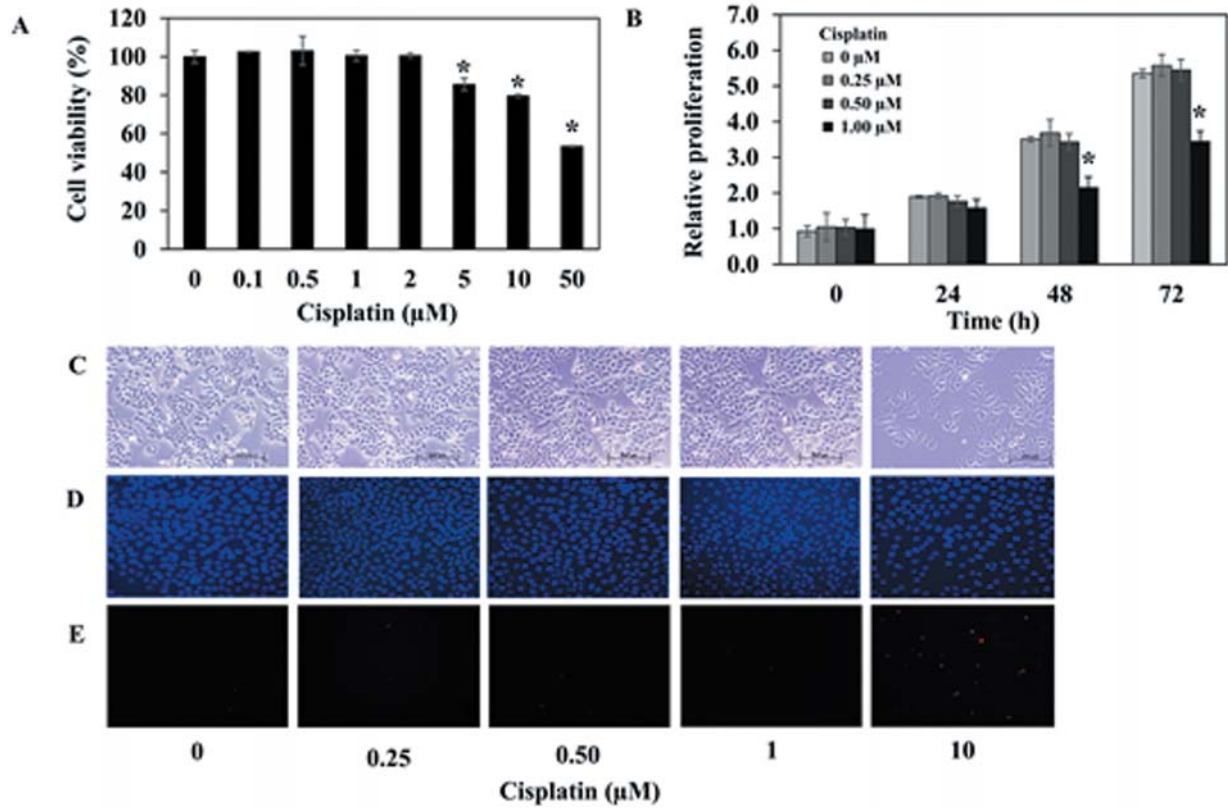 A
120
100
80
60
40
20
0
Cell viability (%)
*
*
*
0 0.1 0.5 1 2 5 10 50
Cisplatin (µM)
B
7.0
6.0
5.0
4.0
3.0
2.0
1.0
0.0
Relative proliferation
Cisplatin
0 µM
0.25 µM
0.50 µM
1.00 µM
*
*
0 24 48 72
Time (h)
C
D
E
0 0.25 0.50 1 10
Cisplatin (µM)